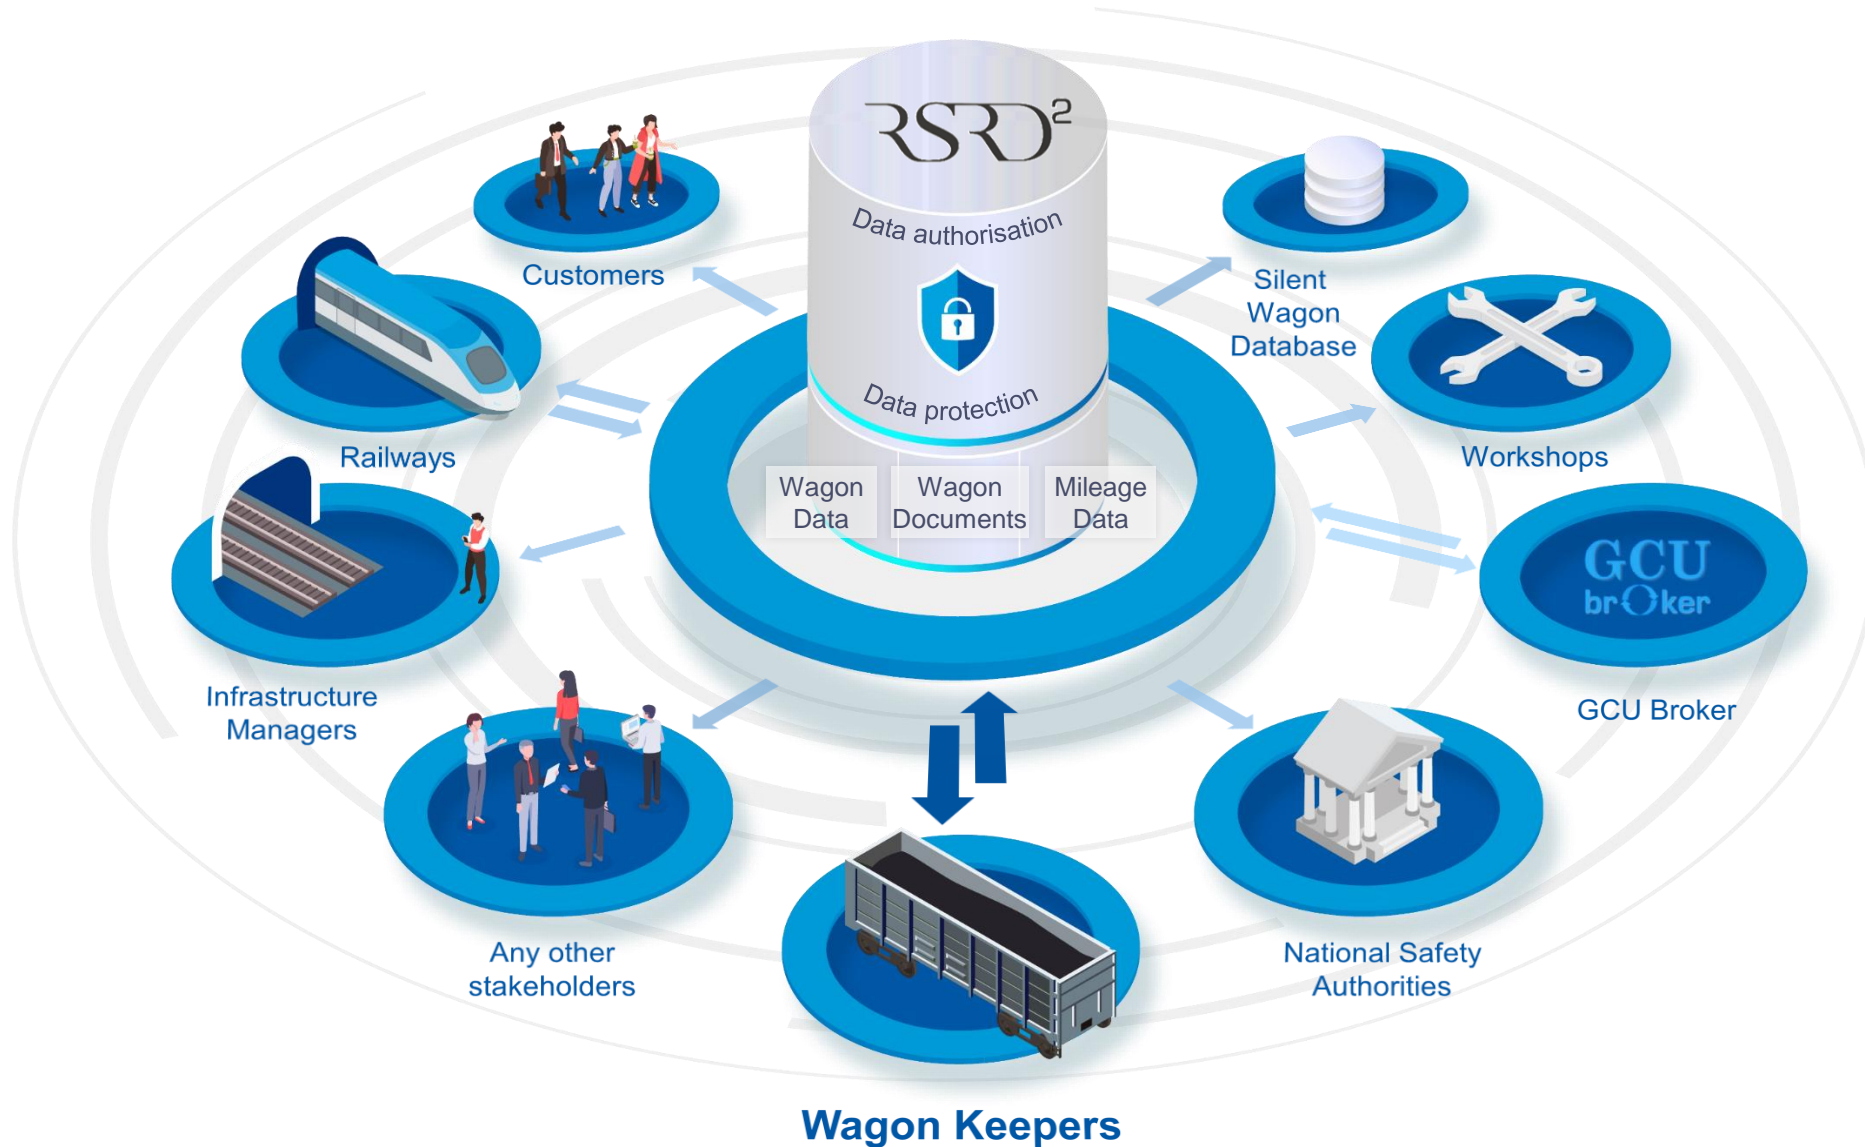 RSRD²
Data authorisation
Data protection
Wagon
Data
Wagon
Documents
Mileage
Data
Customers
Silent
Wagon
Database
Railways
Workshops
GCU
broker
Infrastructure
Managers
GCU Broker
Any other
stakeholders
National Safety
Authorities
Wagon Keepers